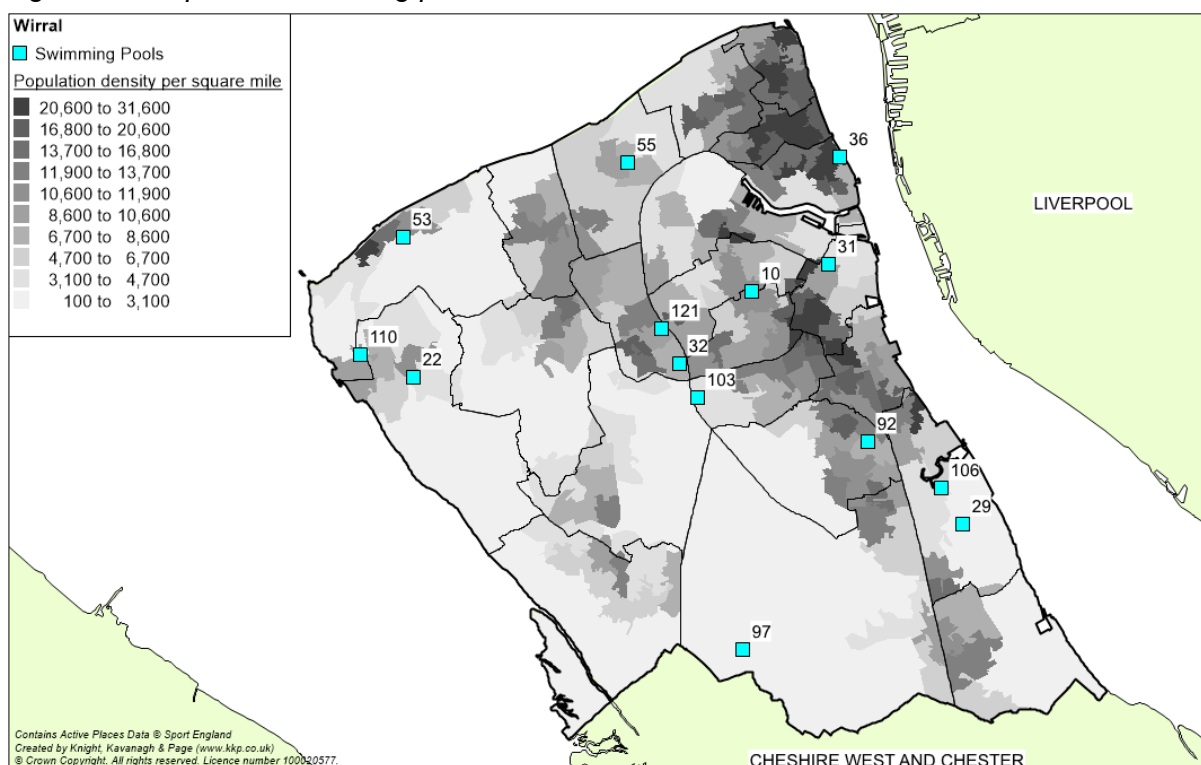 Wirral
Swimming Pools
Population density per square mile
20,600 to 31,600
16,800 to 20,600
13,700 to 16,800
11,900 to 13,700
10,600 to 11,900
8,600 to 10,600
6,700 to 8,600
4,700 to 6,700
3,100 to 4,700
100 to 3,100
55
36
LIVERPOOL
53
31
10
121
110
32
22
103
92
106
29
97
Contains Active Places Data © Sport England
Created by Knight, Kavanagh & Page (www.kkp.co.uk)
© Crown Copyright. All rights reserved. Licence number 100020577.
CHESHIRE WEST AND CHESTER